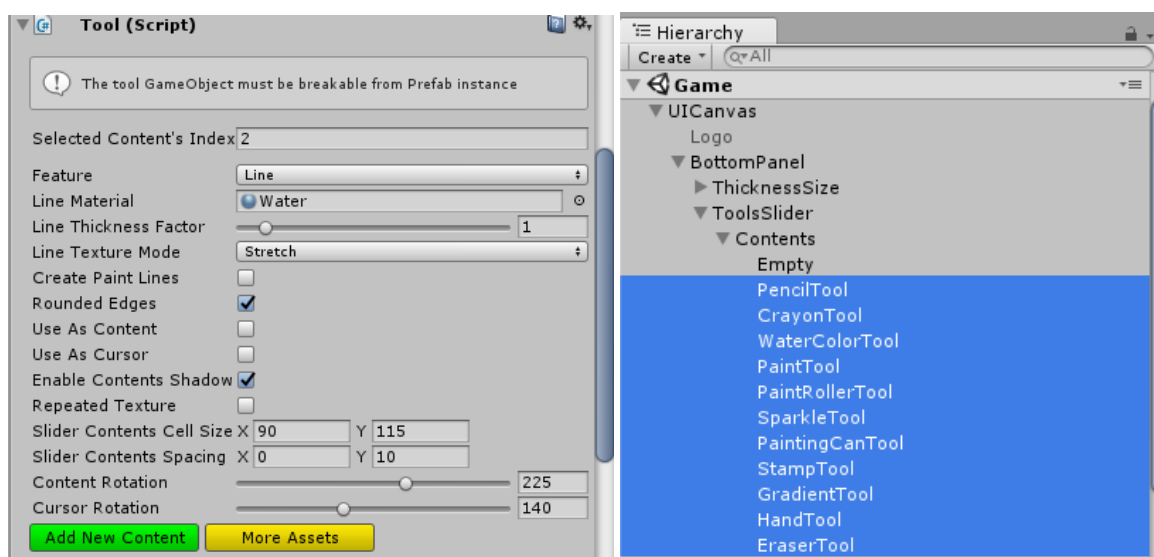 Tool (Script)
The tool GameObject must be breakable from Prefab instance
Selected Content's Index 2
Feature Line
Line Material Water
Line Thickness Factor 1
Line Texture Mode Stretch
Create Paint Lines
Rounded Edges
Use As Content
Use As Cursor
Enable Contents Shadow
Repeated Texture
Slider Contents Cell Size X 90 Y 115
Slider Contents Spacing X 0 Y 10
Content Rotation 225
Cursor Rotation 140
Add New Content More Assets
Hierarchy
Create All
Game
UICanvas
Logo
BottomPanel
ThicknessSize
ToolsSlider
Contents
Empty
PencilTool
CrayonTool
WaterColorTool
PaintTool
PaintRollerTool
SparkleTool
PaintingCanTool
StampTool
GradientTool
HandTool
EraserTool